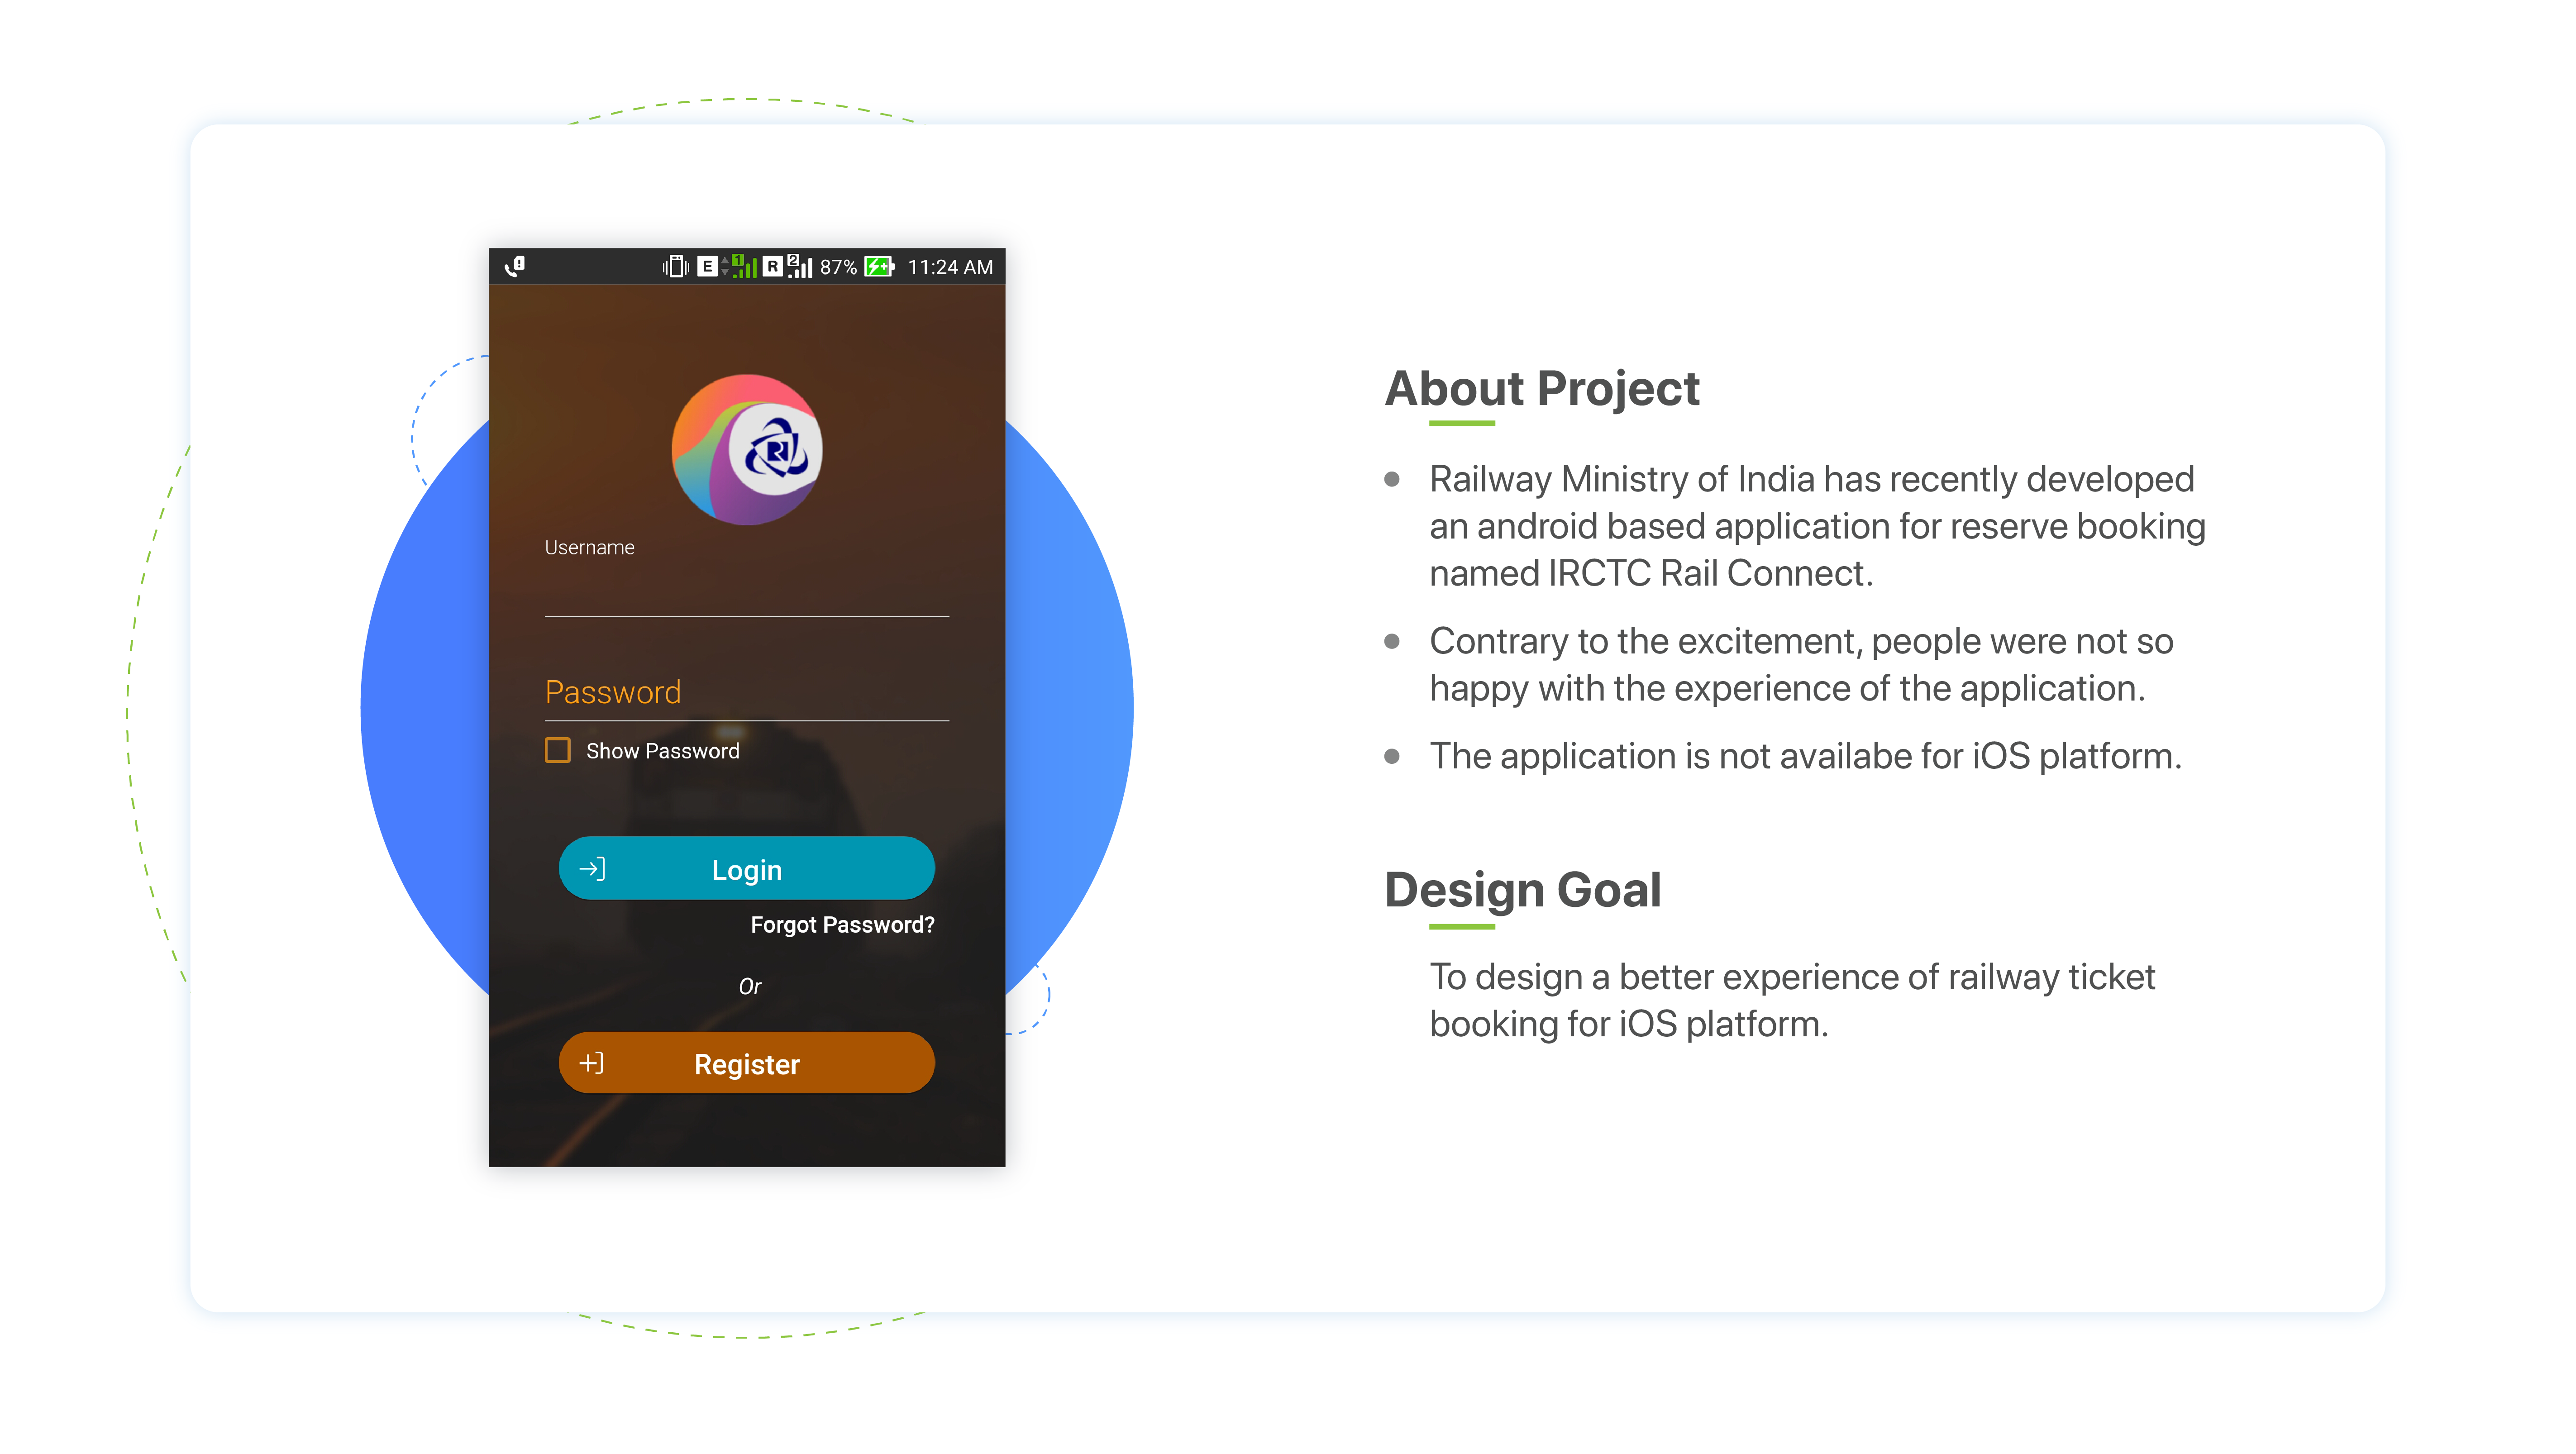 E 1 R 2 87% 11:24 AM
R
Username
Password
Show Password
Login
Forgot Password?
Or
Register
About Project
Railway Ministry of India has recently developed
an android based application for reserve booking
named IRCTC Rail Connect.
Contrary to the excitement, people were not so
happy with the experience of the application.
The application is not availabe for iOS platform.
Design Goal
To design a better experience of railway ticket
booking for iOS platform.